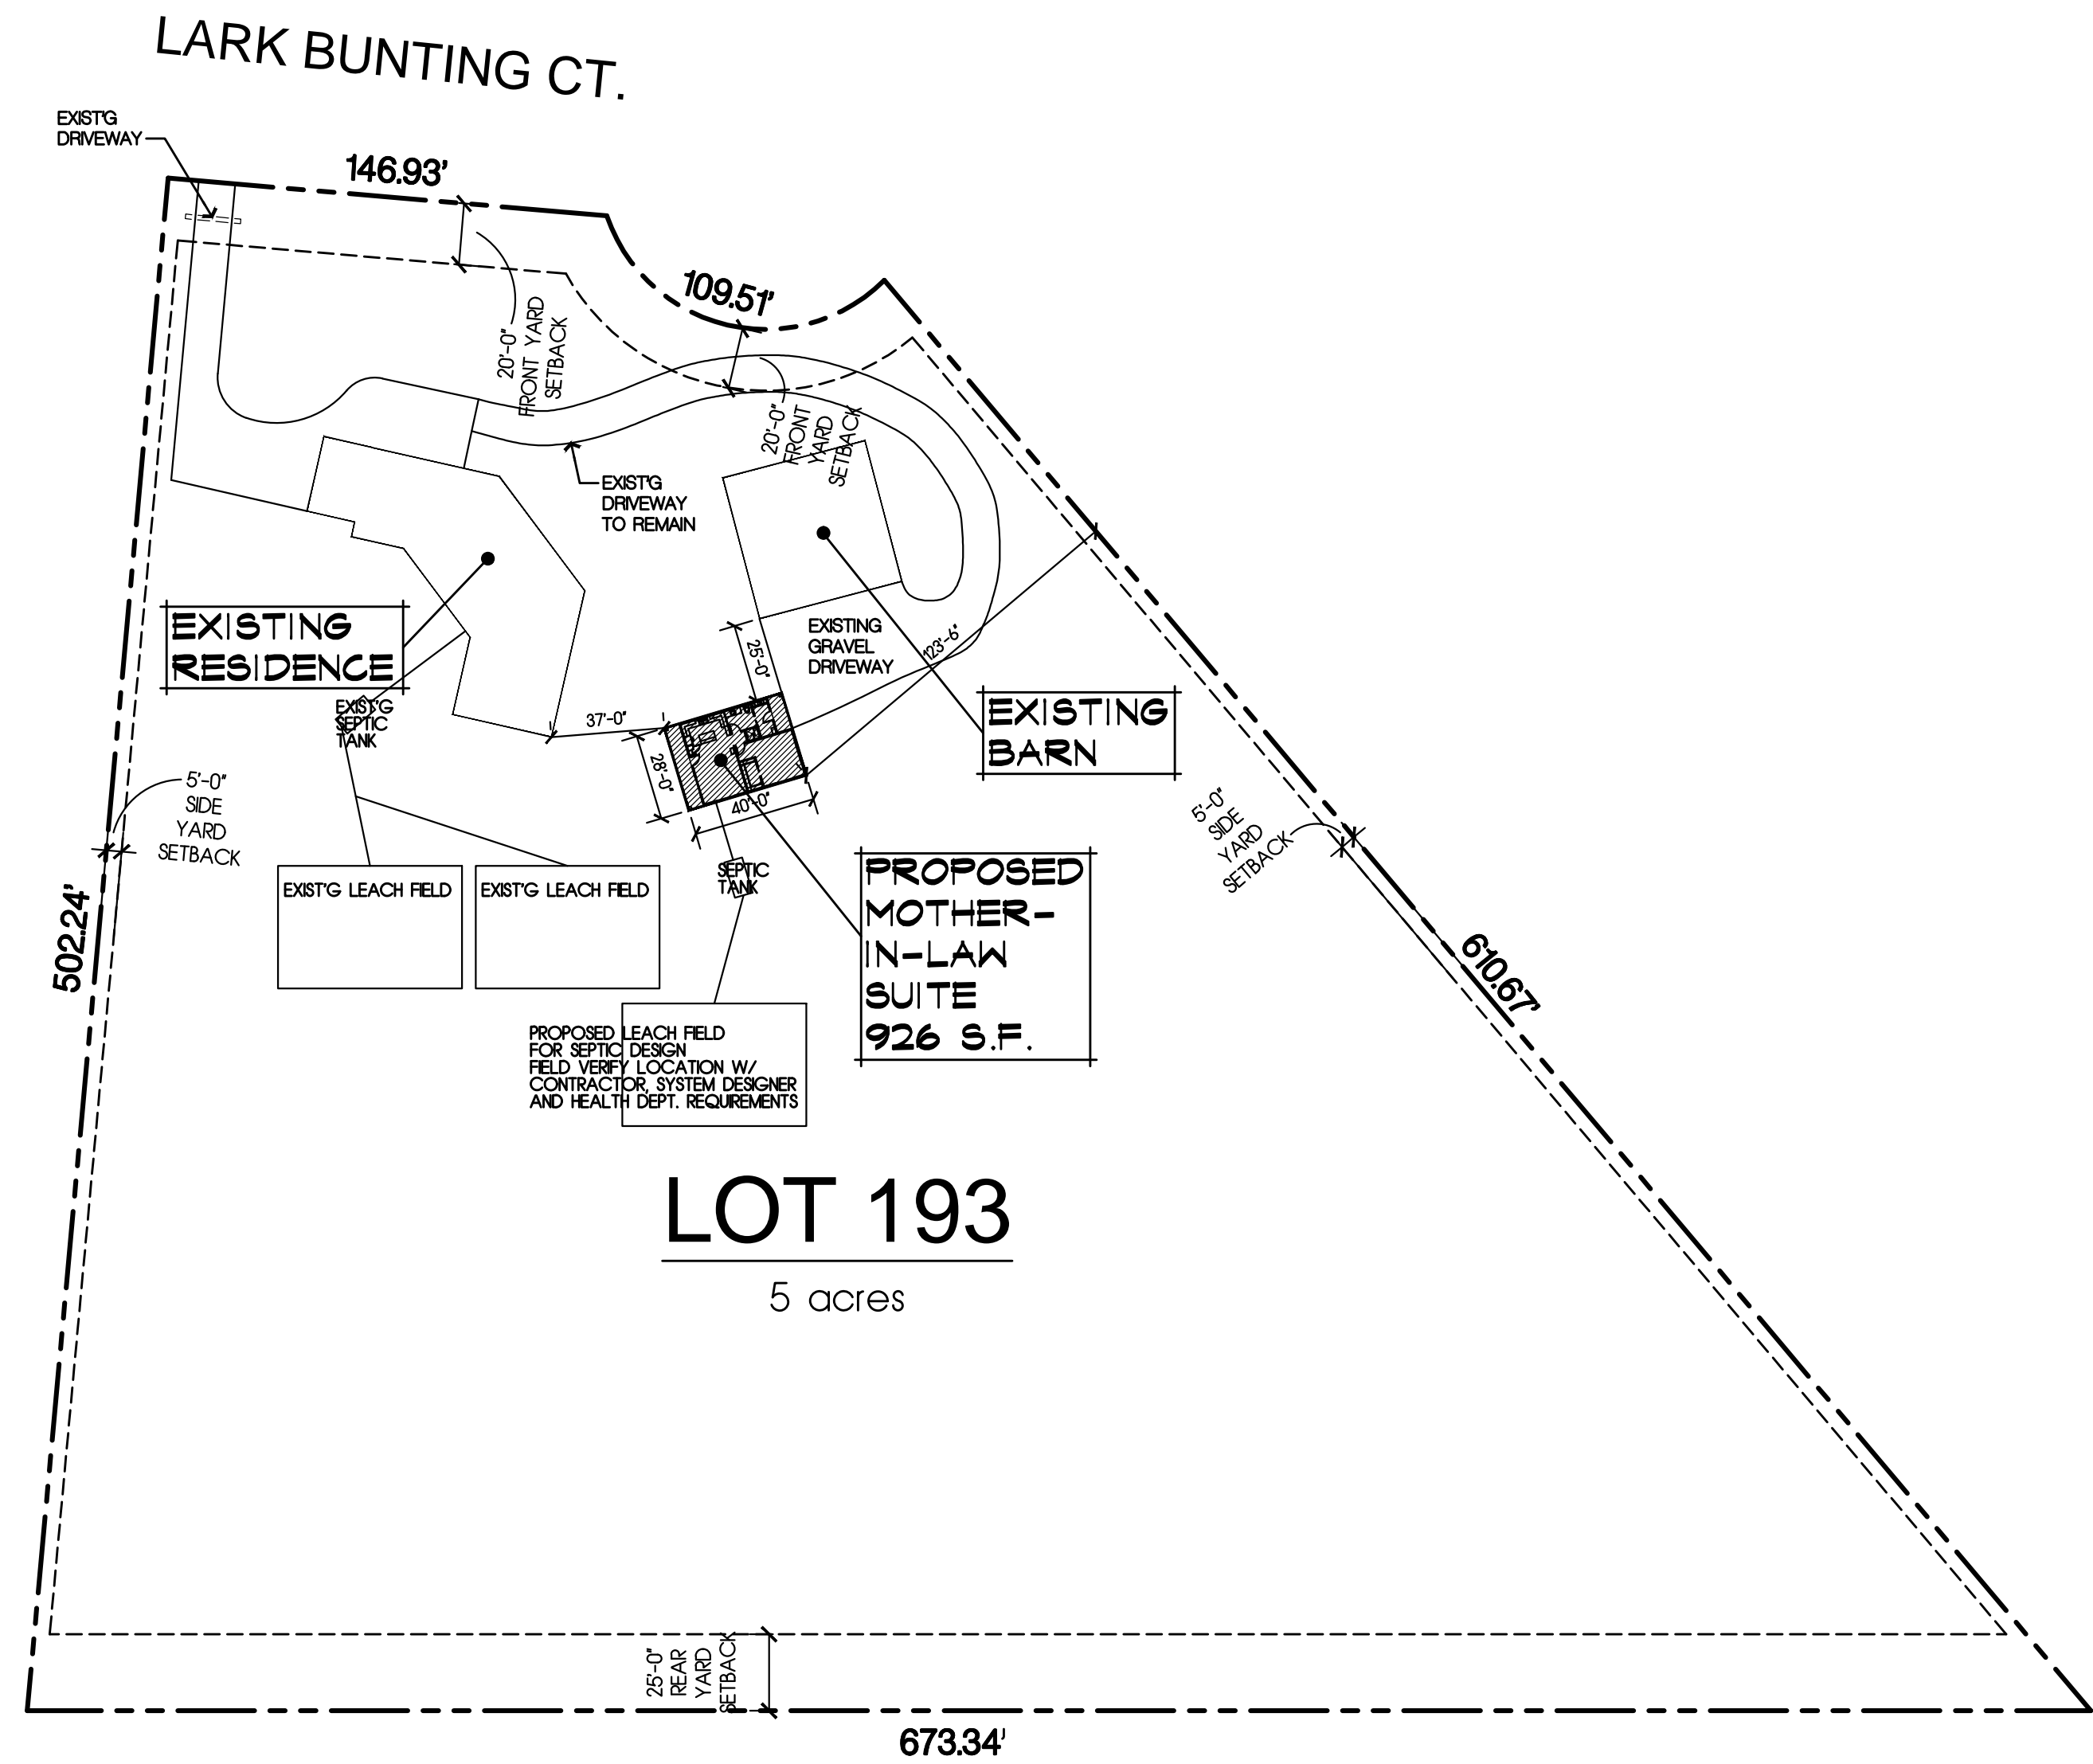 LARK BUNTING CT.
EXIST'G
DRIVEWAY
146.93'
109.51'
20'-0"
FRONT YARD
SETBACK
20'-0"
FRONT
YARD
SETBACK
EXIST'G
DRIVEWAY
TO REMAIN
EXISTING
RESIDENCE
EXISTING
GRAVEL
DRIVEWAY
25'-0"
123'-6"
EXIST'G
SEPTIC
TANK
37'-0"
28'-0"
40'-0"
EXISTING
BARN
5'-0"
SIDE
YARD
SETBACK
5'-0"
SIDE
YARD
SETBACK
SEPTIC
TANK
PROPOSED
MOTHER-
IN-LAW
SUITE
926 S.F.
EXIST'G LEACH FIELD
EXIST'G LEACH FIELD
502.24'
610.67'
PROPOSED LEACH FIELD
FOR SEPTIC DESIGN
FIELD VERIFY LOCATION W/
CONTRACTOR, SYSTEM DESIGNER
AND HEALTH DEPT. REQUIREMENTS
LOT 193
5 acres
25'-0"
REAR
YARD
SETBACK
673.34'